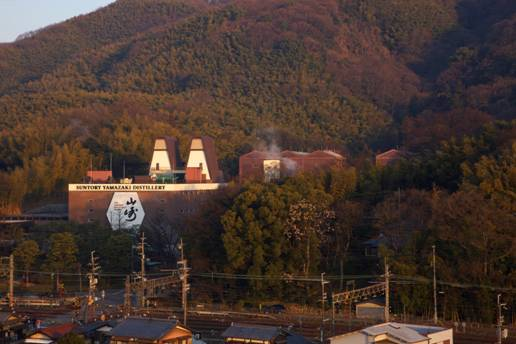 SUNTORY YAMAZAKI DISTILLERY
山崎